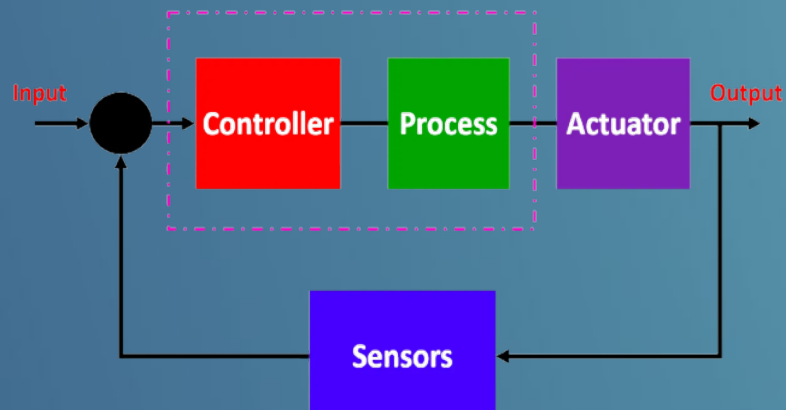 Input
Controller
Process
Actuator
Output
Sensors